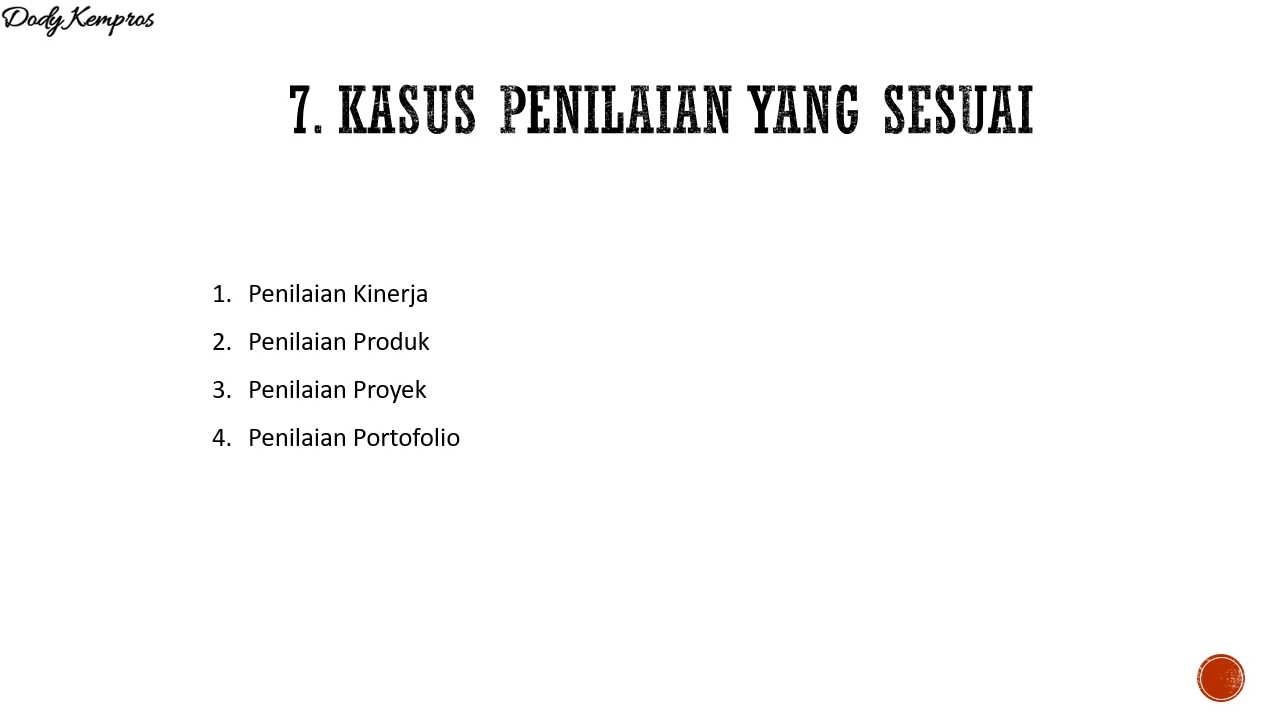 Dody Kempros
7. KASUS PENILAIAN YANG SESUAI
1. Penilaian Kinerja
2. Penilaian Produk
3. Penilaian Proyek
4. Penilaian Portofolio